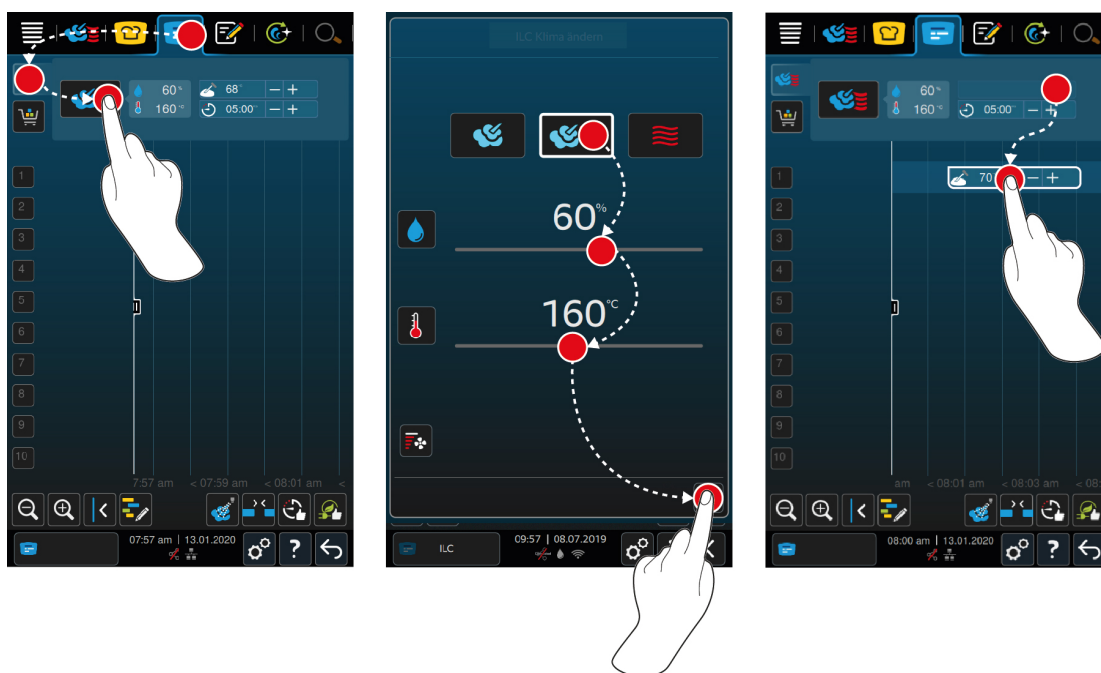 60 %
68 °
160 °C
05:00
1
2
3
4
5
6
7
8
9
10
7:57 am
< 07:59 am
< 08:01 am
<
07:57 am | 13.01.2020
?
ILC Klima ändern
60%
160°C
ILC
09:57 | 08.07.2019
60 %
160 °C
05:00
70
1
2
3
4
5
6
7
8
9
10
am
< 08:01 am
< 08:03 am
< 08:
08:00 am | 13.01.2020
?